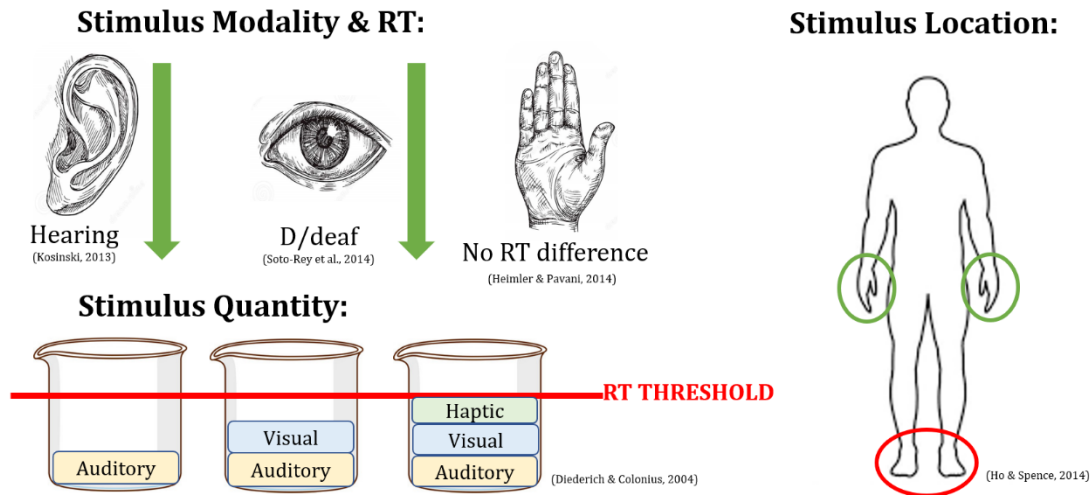 Stimulus Modality & RT:
Hearing
(Kosinski, 2013)
D/deaf
(Soto-Rey et al., 2014)
No RT difference
(Heimler & Pavani, 2014)
Stimulus Quantity:
Auditory
Visual
Auditory
Haptic
Visual
Auditory
RT THRESHOLD
(Diederich & Colonius, 2004)
Stimulus Location:
(Ho & Spence, 2014)